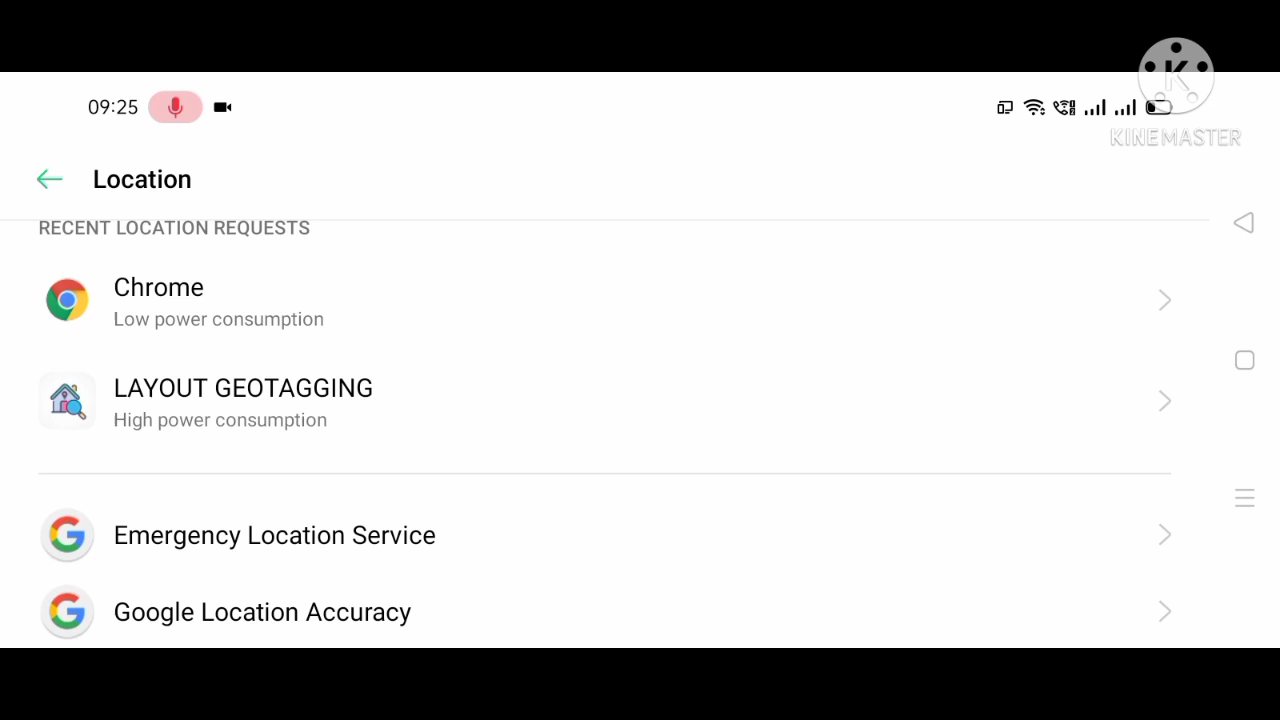 09:25
KINEMASTER
Location
RECENT LOCATION REQUESTS
Chrome
Low power consumption
LAYOUT GEOTAGGING
High power consumption
Emergency Location Service
Google Location Accuracy